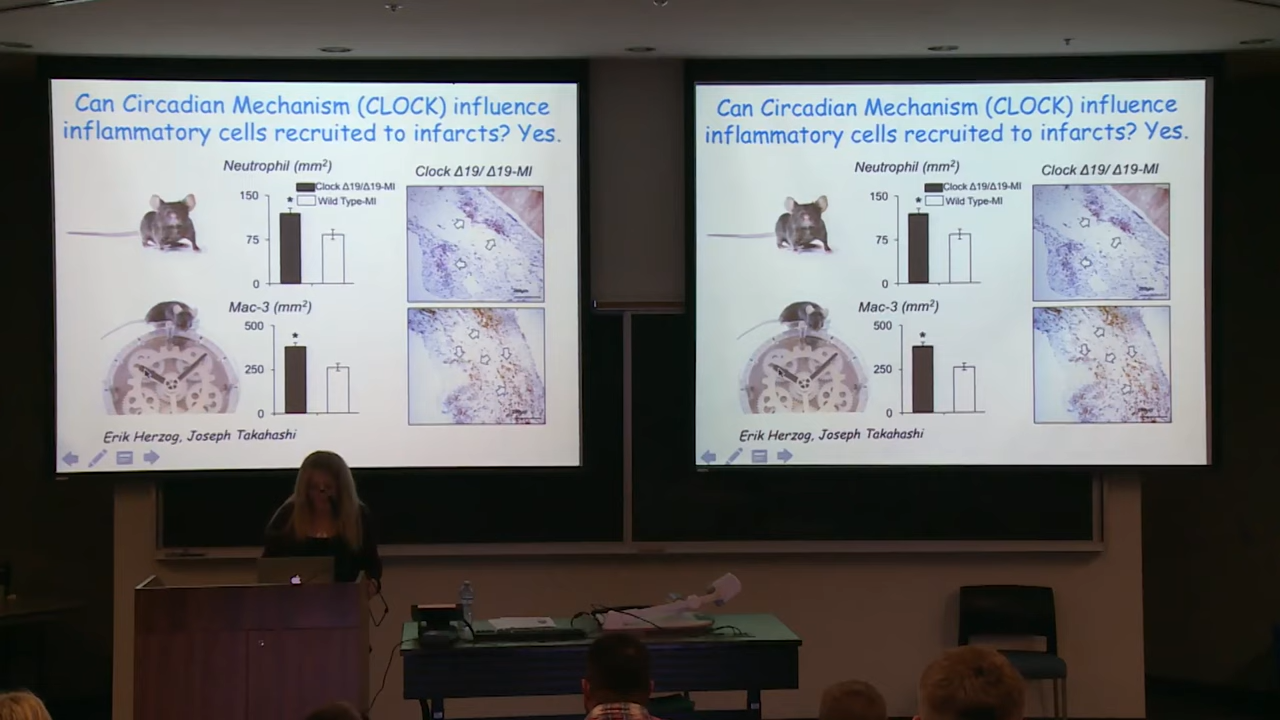 Can Circadian Mechanism (CLOCK) influence
inflammatory cells recruited to infarcts? Yes.
Neutrophil (mm²)
Clock Δ19/Δ19-MI
Wild Type-MI
150
*
75
0
Clock Δ19/ Δ19-MI
Mac-3 (mm²)
500
*
250
0
Erik Herzog, Joseph Takahashi
Can Circadian Mechanism (CLOCK) influence
inflammatory cells recruited to infarcts? Yes.
Neutrophil (mm²)
Clock Δ19/Δ19-MI
Wild Type-MI
150
*
75
0
Clock Δ19/ Δ19-MI
Mac-3 (mm²)
500
*
250
0
Erik Herzog, Joseph Takahashi